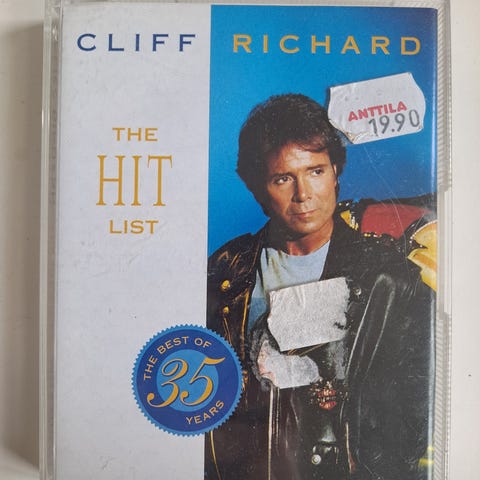 CLIFF RICHARD
ANTTILA
19.90
THE
HIT
LIST
THE BEST OF
35
YEARS